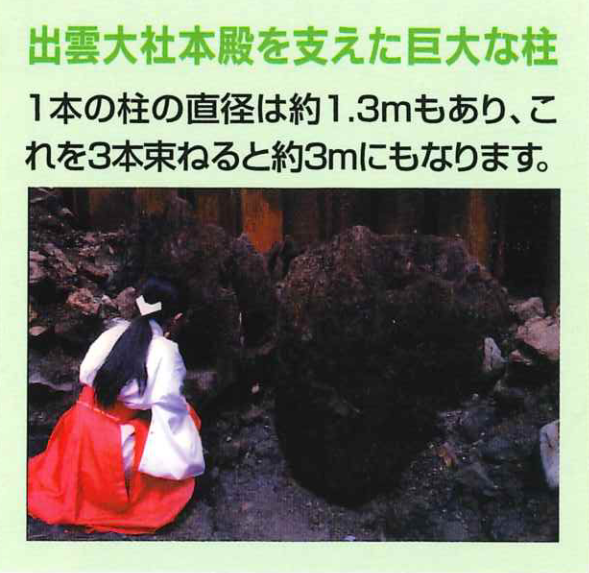 出雲大社本殿を支えた巨大な柱
1本の柱の直径は約1.3mもあり、こ
れを3本束ねると約3mにもなります。